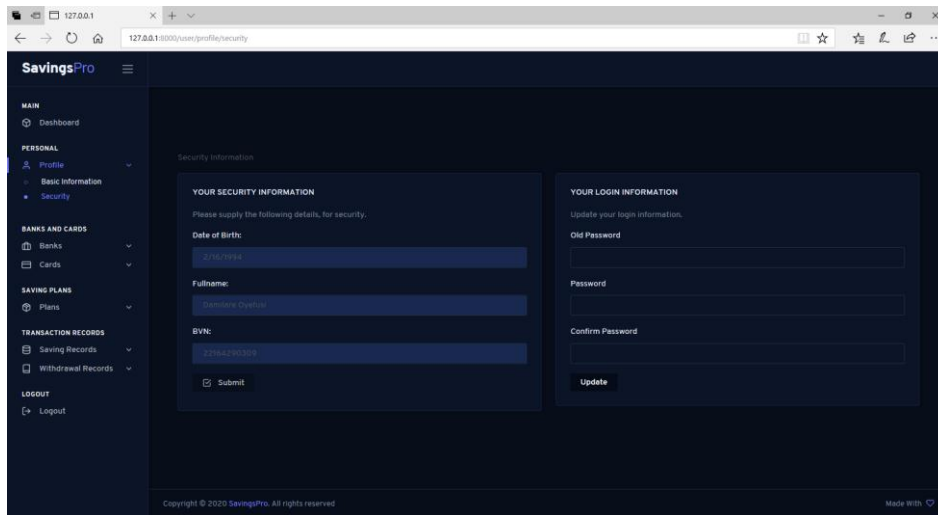 127.0.0.1
127.0.0.1:8000/user/profile/security
SavingsPro
MAIN
Dashboard
PERSONAL
Profile
Basic Information
Security
BANKS AND CARDS
Banks
Cards
SAVING PLANS
Plans
TRANSACTION RECORDS
Saving Records
Withdrawal Records
LOGOUT
Logout
Security Information
YOUR SECURITY INFORMATION
Please supply the following details, for security.
Date of Birth:
2/16/1994
Fullname:
Damilare
BVN:
Submit
YOUR LOGIN INFORMATION
Update your login information.
Old Password
Password
Confirm Password
Update
Copyright © 2020 SavingsPro. All rights reserved
Made With